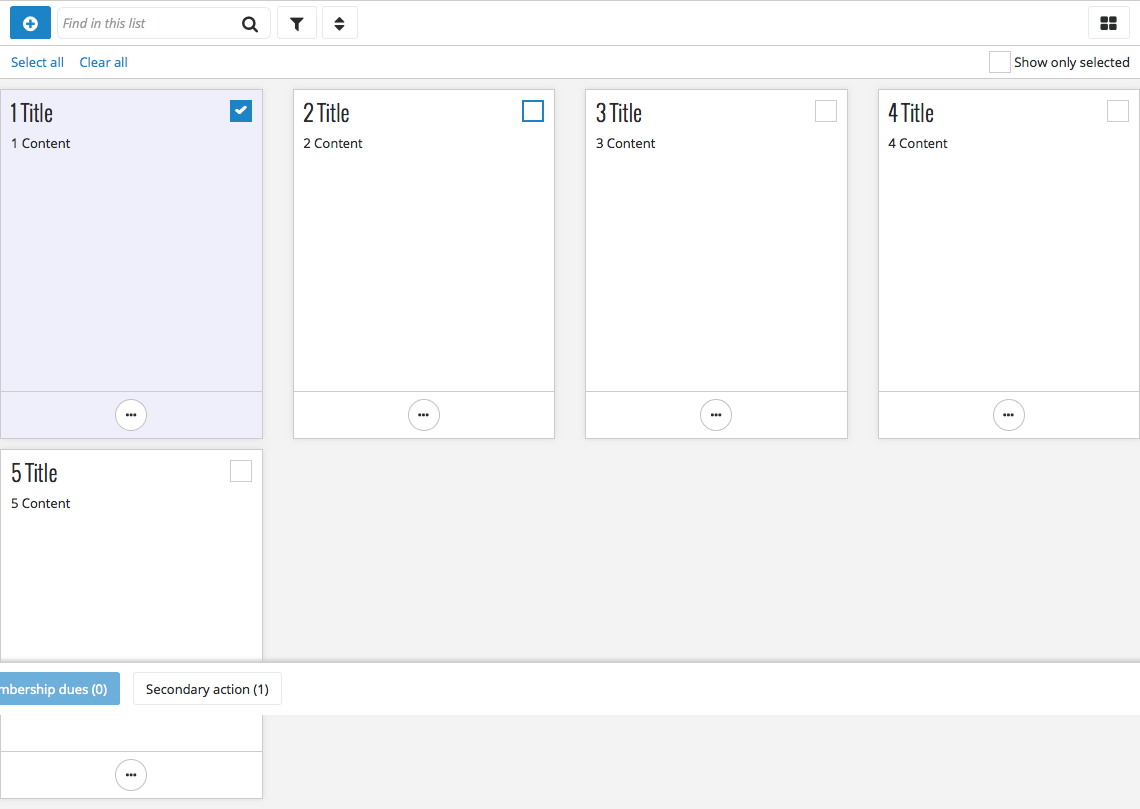 Find in this list
Select all Clear all Show only selected
1 Title
1 Content
2 Title
2 Content
3 Title
3 Content
4 Title
4 Content
5 Title
5 Content
dues (0) Secondary action (1)